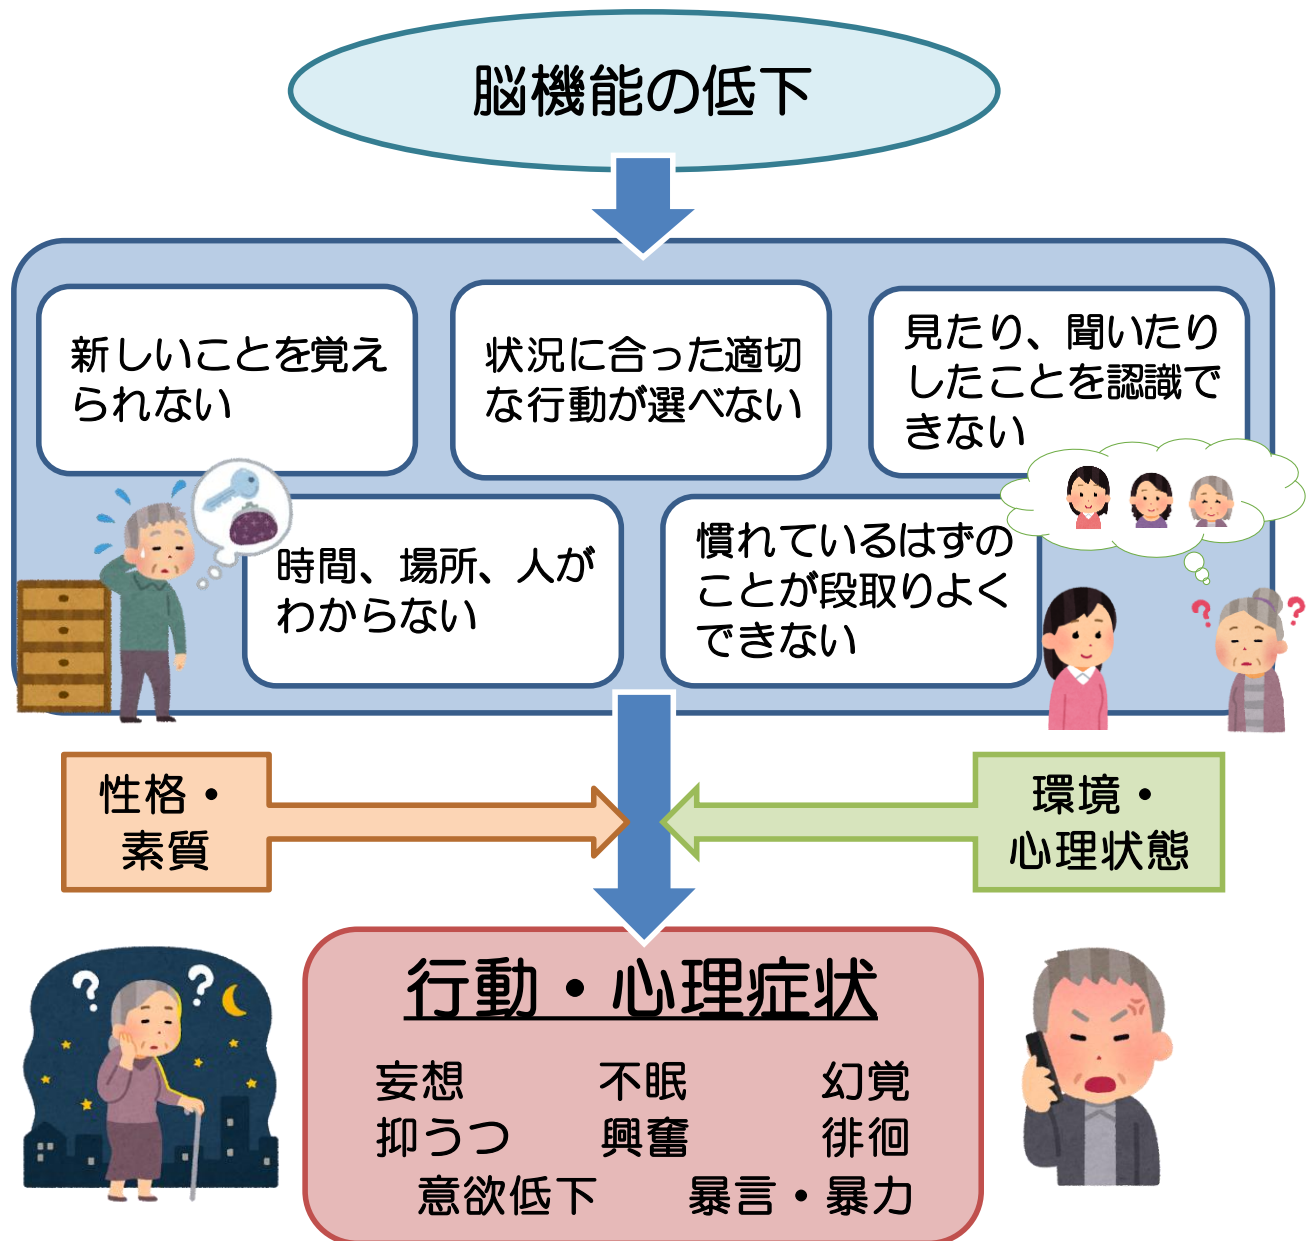 脳機能の低下
新しいことを覚え
られない
状況に合った適切
な行動が選べない
見たり、聞いたり
したことを認識で
きない
時間、場所、人が
わからない
慣れているはずの
ことが段取りよく
できない
性格・
素質
環境・
心理状態
? ?
行動・心理症状
妄想 不眠 幻覚
抑うつ 興奮 徘徊
意欲低下 暴言・暴力